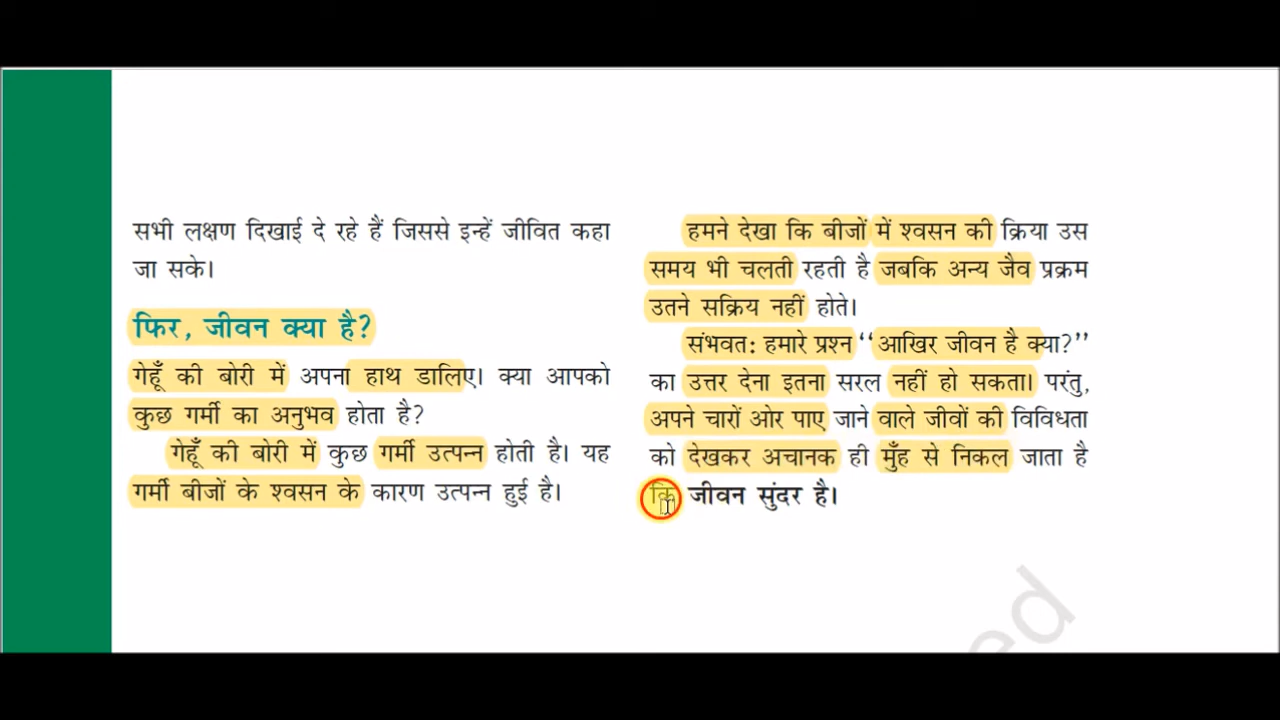 सभी लक्षण दिखाई दे रहे हैं जिससे इन्हें जीवित कहा
जा सके।
फिर, जीवन क्या है?
गेहूँ की बोरी में अपना हाथ डालिए। क्या आपको
कुछ गर्मी का अनुभव होता है?
गेहूँ की बोरी में कुछ गर्मी उत्पन्न होती है। यह
गर्मी बीजों के श्वसन के कारण उत्पन्न हुई है।
हमने देखा कि बीजों में श्वसन की क्रिया उस
समय भी चलती रहती है जबकि अन्य जैव प्रक्रम
उतने सक्रिय नहीं होते।
संभवत: हमारे प्रश्न ‘‘आखिर जीवन है क्या?’’
का उत्तर देना इतना सरल नहीं हो सकता। परंतु,
अपने चारों ओर पाए जाने वाले जीवों की विविधता
को देखकर अचानक ही मुँह से निकल जाता है
कि जीवन सुंदर है।
ed